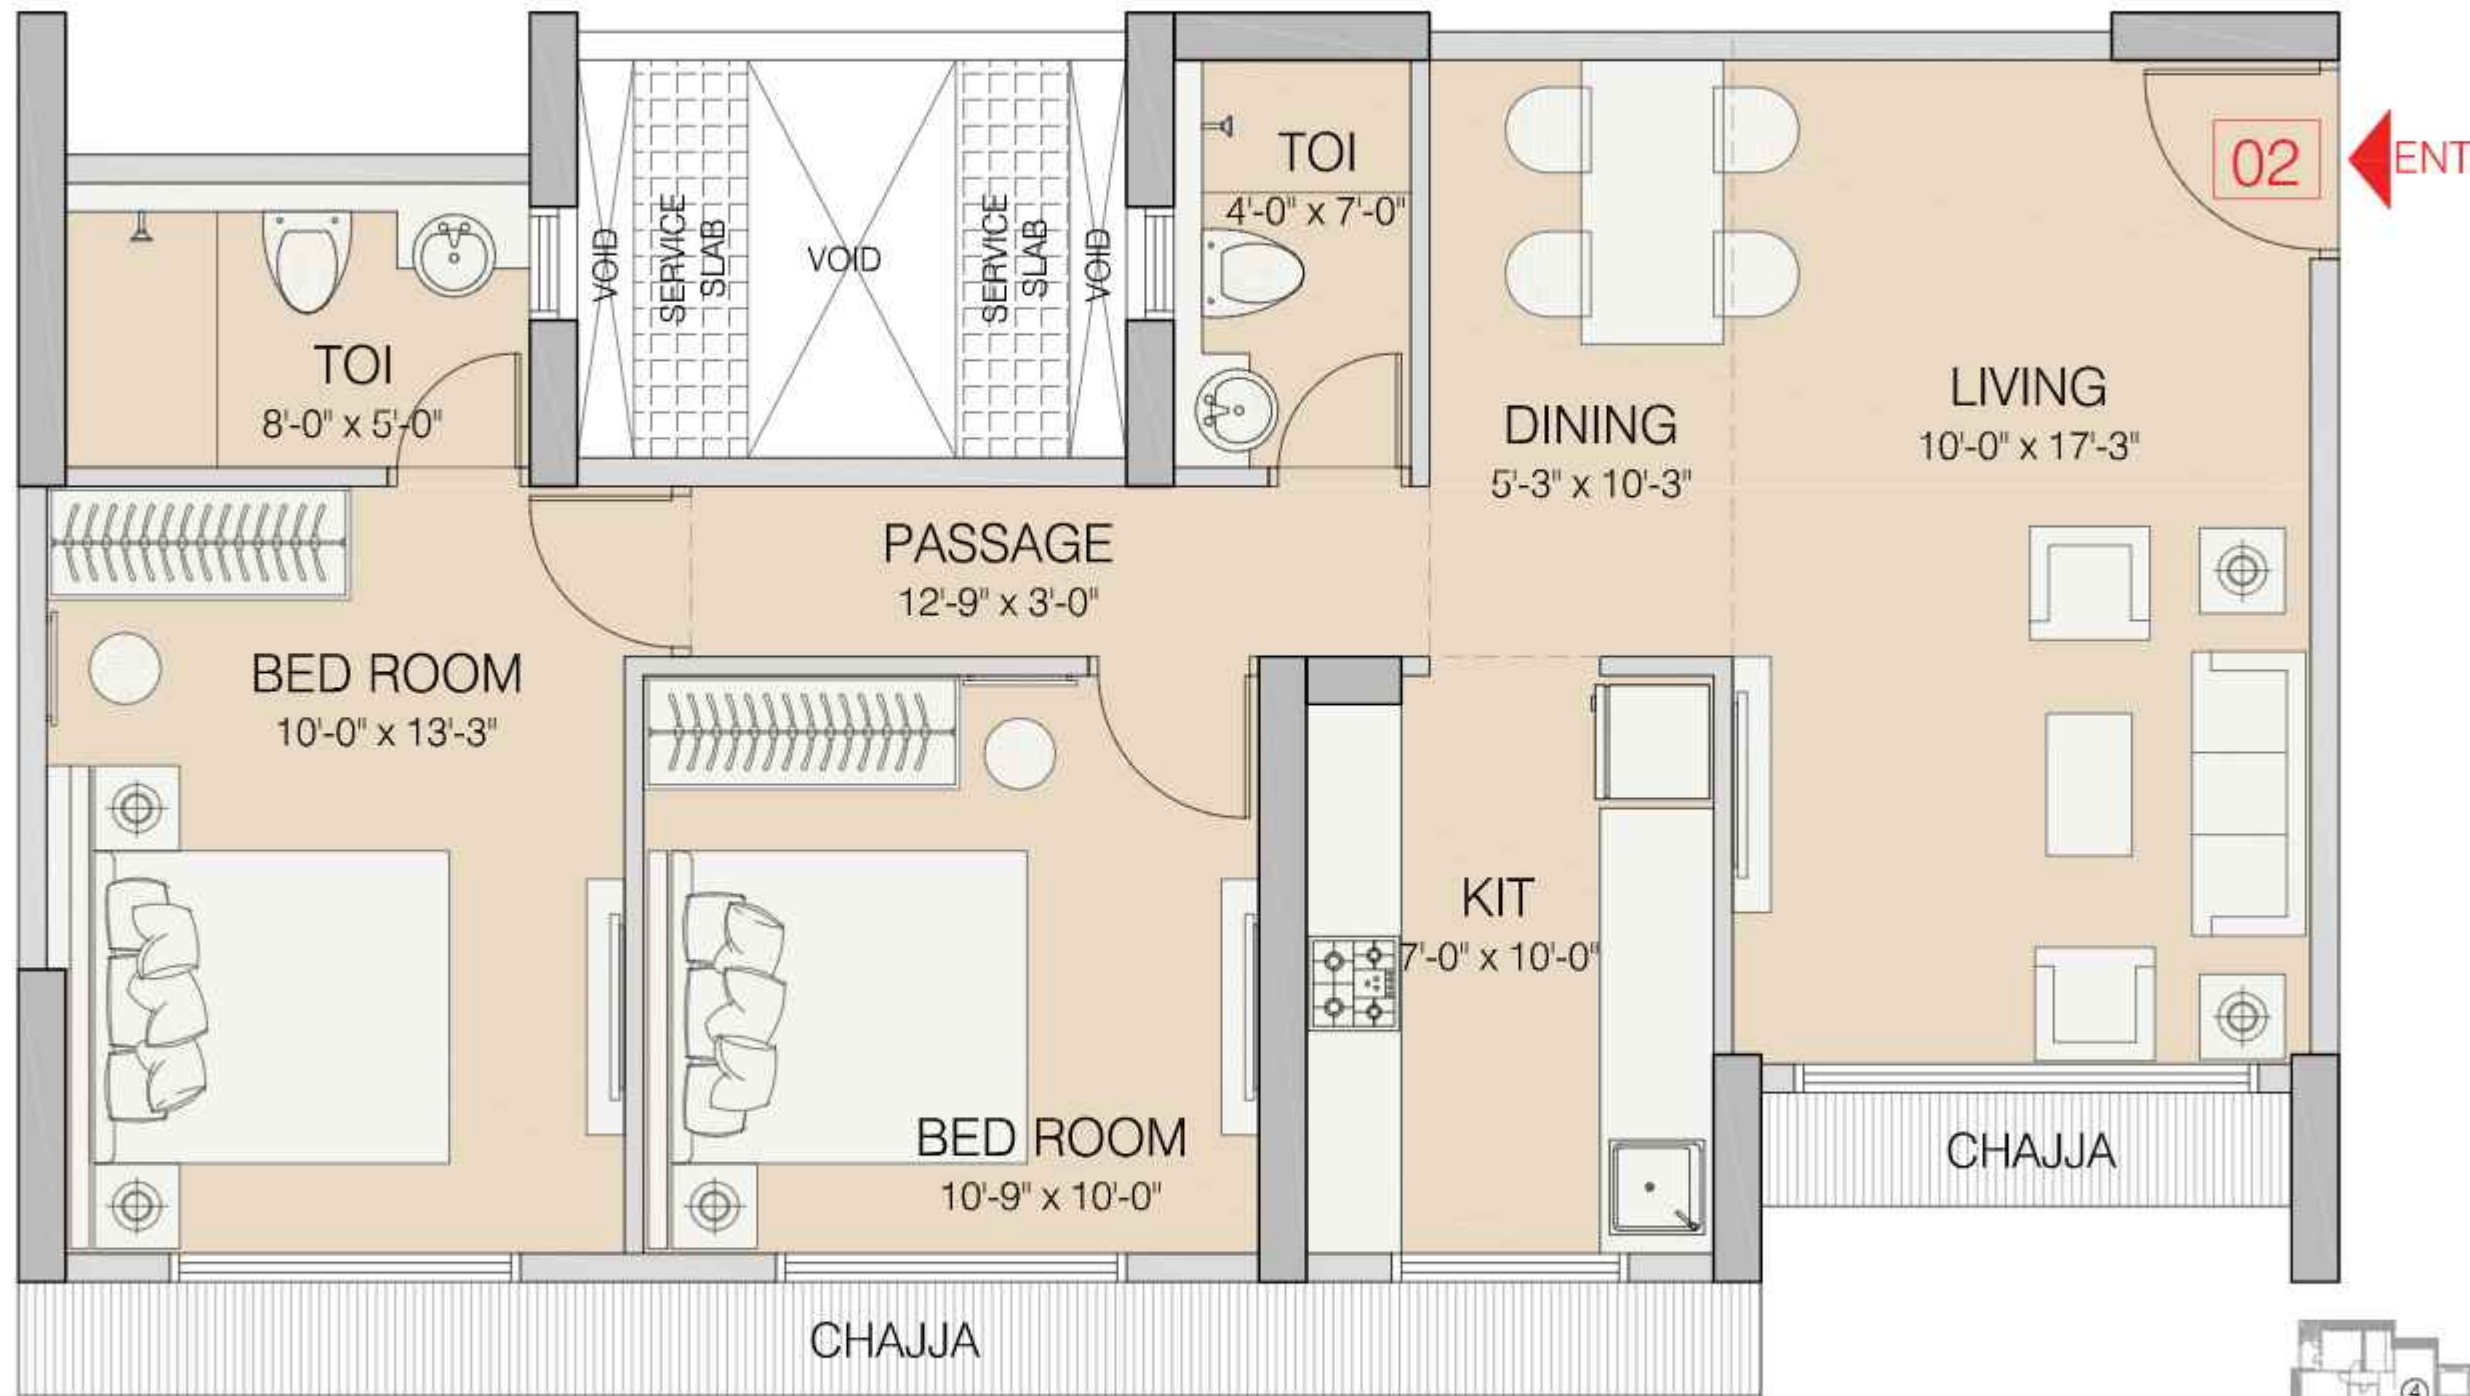 TOI
4'-0" x 7'-0"
02
ENT
VOID
SERVICE
SLAB
VOID
SERVICE
SLAB
VOID
TOI
8'-0" x 5'-0"
DINING
5'-3" x 10'-3"
LIVING
10'-0" x 17'-3"
PASSAGE
12'-9" x 3'-0"
BED ROOM
10'-0" x 13'-3"
KIT
7'-0" x 10'-0"
BED ROOM
10'-9" x 10'-0"
CHAJJA
CHAJJA
4